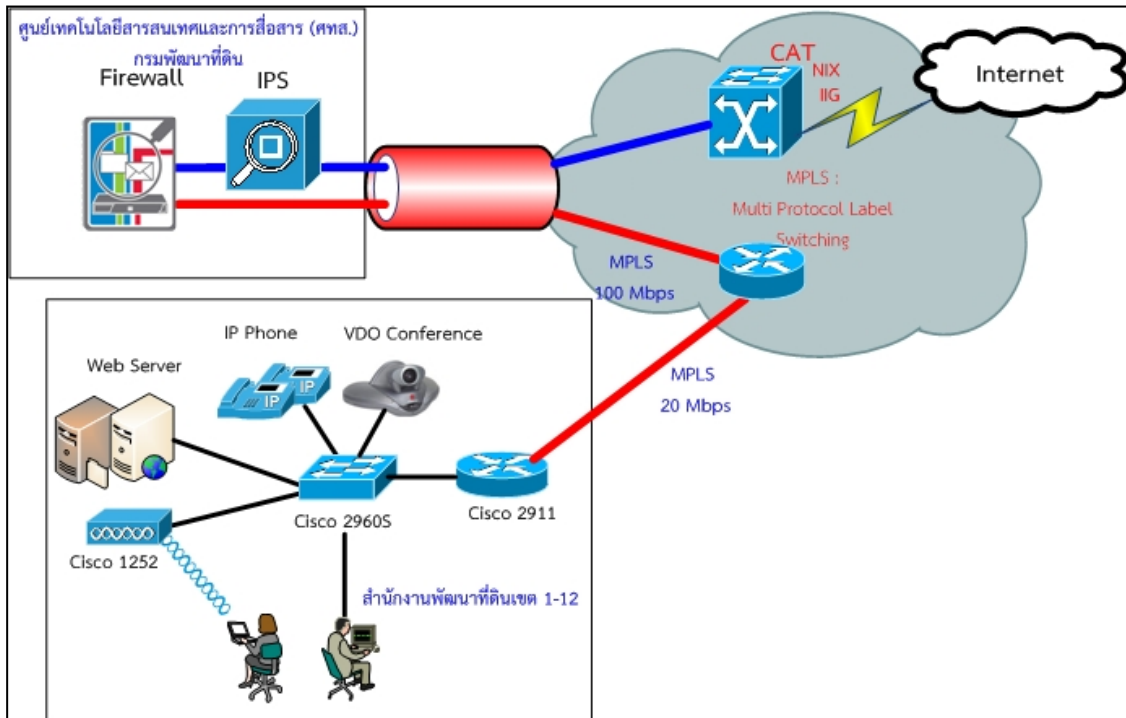 ศูนย์เทคโนโลยีสารสนเทศและการสื่อสาร (ศทส.)
กรมพัฒนาที่ดิน
Firewall
IPS
CAT
NIX
IIG
Internet
MPLS :
Multi Protocol Label
Switching
MPLS
100 Mbps
MPLS
20 Mbps
IP Phone
VDO Conference
Web Server
IP
IP
Cisco 2960S
Cisco 2911
Cisco 1252
สำนักงานพัฒนาที่ดินเขต 1-12